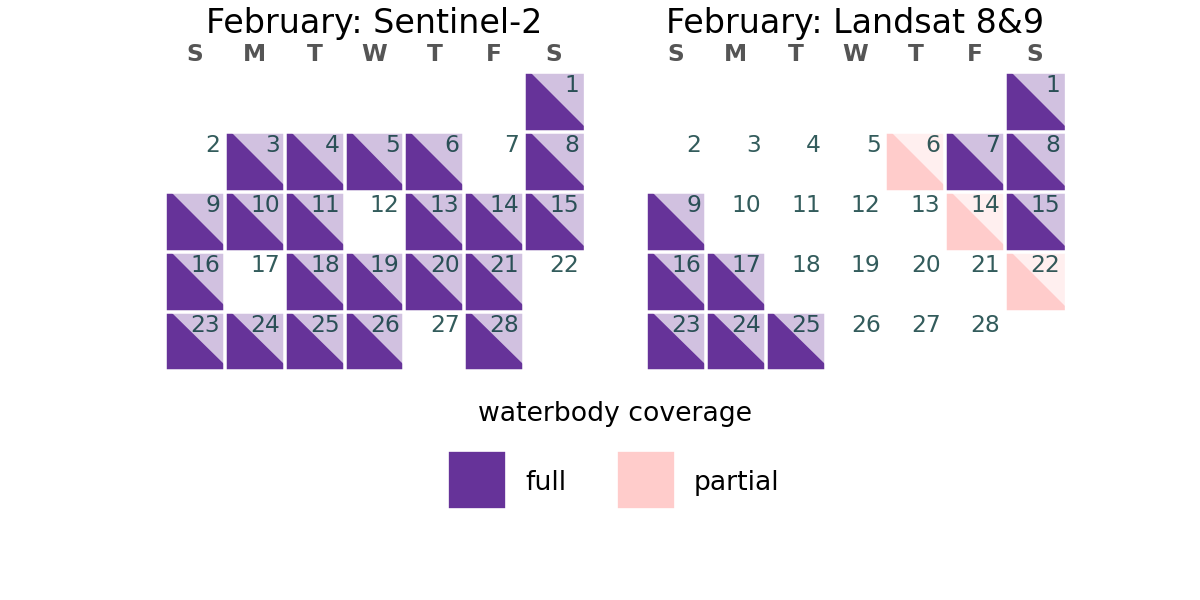 February: Sentinel-2
S M T W T F S
1
2 3 4 5 6 7 8
9 10 11 12 13 14 15
16 17 18 19 20 21 22
23 24 25 26 27 28
February: Landsat 8&9
S M T W T F S
1
2 3 4 5 6 7 8
9 10 11 12 13 14 15
16 17 18 19 20 21 22
23 24 25 26 27 28
waterbody coverage
full partial